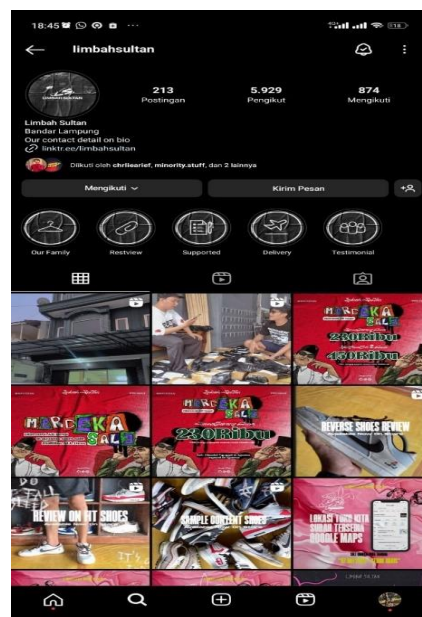 18:45
limbahsultan
213
Postingan
5.929
Pengikut
874
Mengikuti
Limbah Sultan
Bandar Lampung
Our contact detail on bio
linktr.ee/limbahsultan
Diikuti oleh chrliearief, minority.stuff, dan 2 lainnya
Mengikuti
Kirim Pesan
Our Family
Restview
Supported
Delivery
Testimonial
MERDEKA
SALE
230Ribu
450Ribu
MERDEKA
SALE
MERDEKA
SALE
230Ribu
REVERSE SHOES REVIEW
REVIEW ON FIT SHOES
SAMPLE CONTENT SHOES
LOKASI TOKO KITA
SUDAH TERSEDIA
GOOGLE MAPS